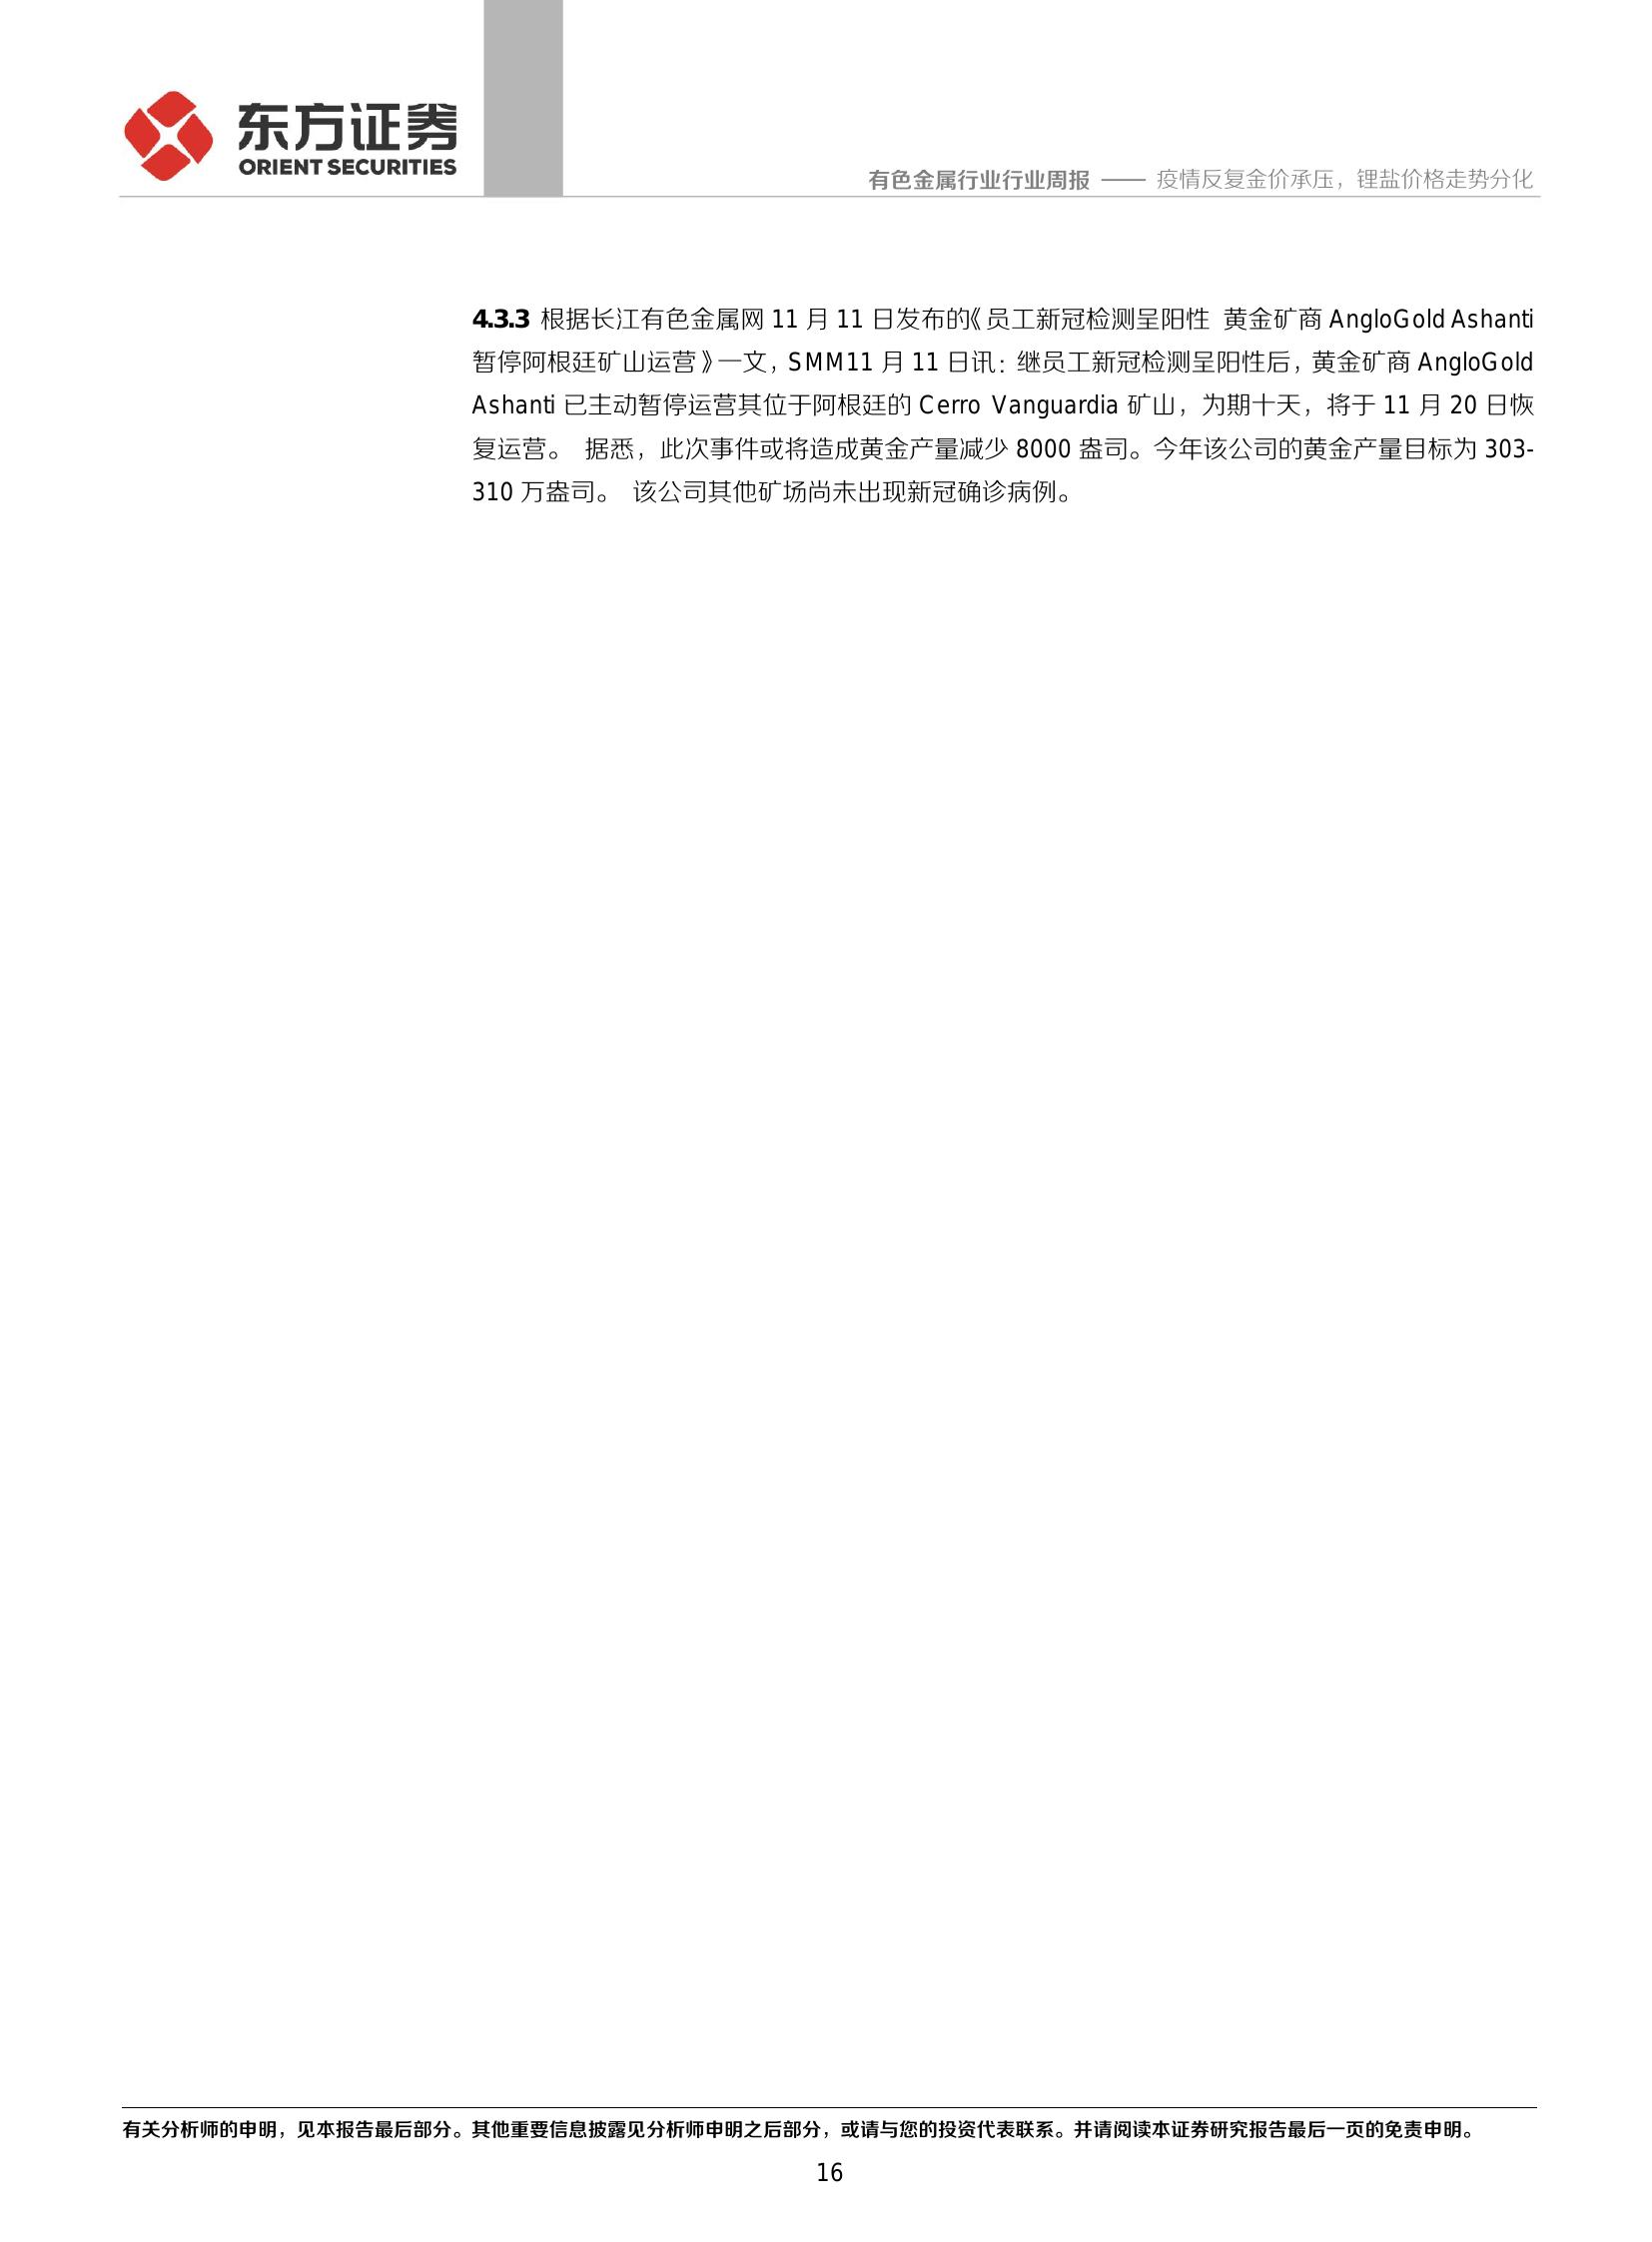 东方证券
ORIENT SECURITIES
有色金属行业行业周报 —— 疫情反复金价承压，锂盐价格走势分化
4.3.3 根据长江有色金属网 11 月 11 日发布的《员工新冠检测呈阳性 黄金矿商 AngloGold Ashanti
暂停阿根廷矿山运营》一文，SMM11 月 11 日讯：继员工新冠检测呈阳性后，黄金矿商 AngloGold
Ashanti 已主动暂停运营其位于阿根廷的 Cerro Vanguardia 矿山，为期十天，将于 11 月 20 日恢
复运营。 据悉，此次事件或将造成黄金产量减少 8000 盎司。今年该公司的黄金产量目标为 303-
310 万盎司。 该公司其他矿场尚未出现新冠确诊病例。
有关分析师的申明，见本报告最后部分。其他重要信息披露见分析师申明之后部分，或请与您的投资代表联系。并请阅读本证券研究报告最后一页的免责申明。
16